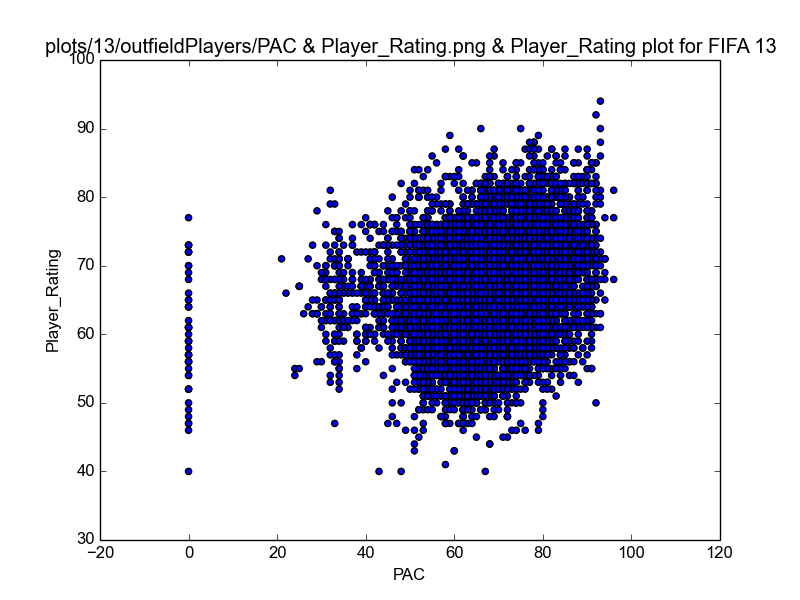 plots/13/outfieldPlayers/PAC & Player_Rating.png & Player_Rating plot for FIFA 13
100
90
80
70
60
50
40
30
Player_Rating
−20 0 20 40 60 80 100 120
PAC